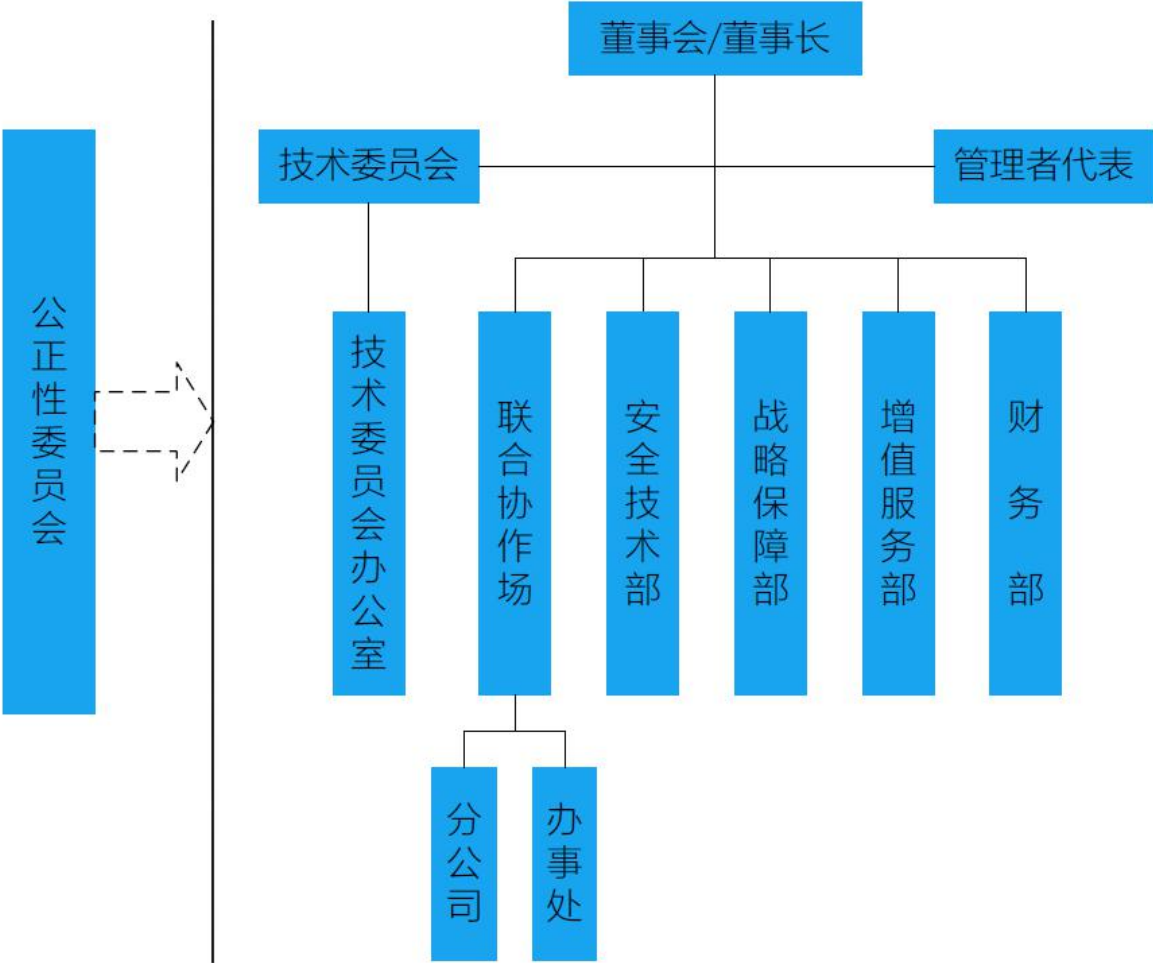 董事会/董事长
技术委员会
管理者代表
公正性委员会
技术委员会办公室
联合协作场
安全技术部
战略保障部
增值服务部
财务部
分公司
办事处